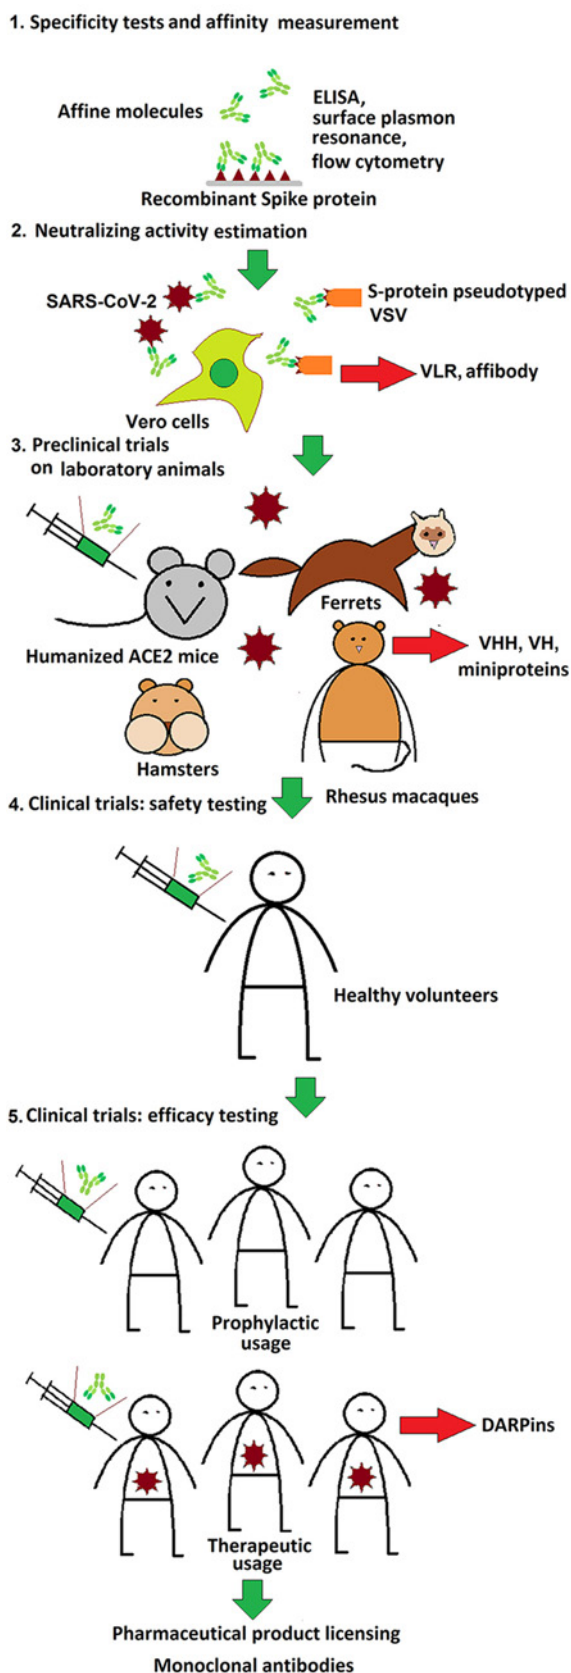 1. Specificity tests and affinity measurement
Affine molecules
ELISA,
surface plasmon
resonance,
flow cytometry
Recombinant Spike protein
2. Neutralizing activity estimation
SARS-CoV-2
S-protein pseudotyped
VSV
VLR, affibody
Vero cells
3. Preclinical trials
on laboratory animals
Ferrets
Humanized ACE2 mice
VHH, VH,
miniproteins
Hamsters
Rhesus macaques
4. Clinical trials: safety testing
Healthy volunteers
5. Clinical trials: efficacy testing
Prophylactic
usage
DARPins
Therapeutic
usage
Pharmaceutical product licensing
Monoclonal antibodies